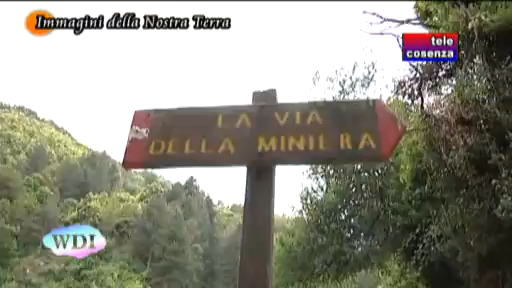 Immagini della Nostra Terra
tele
cosenza
LA VIA
DELLA MINIERA
WDI